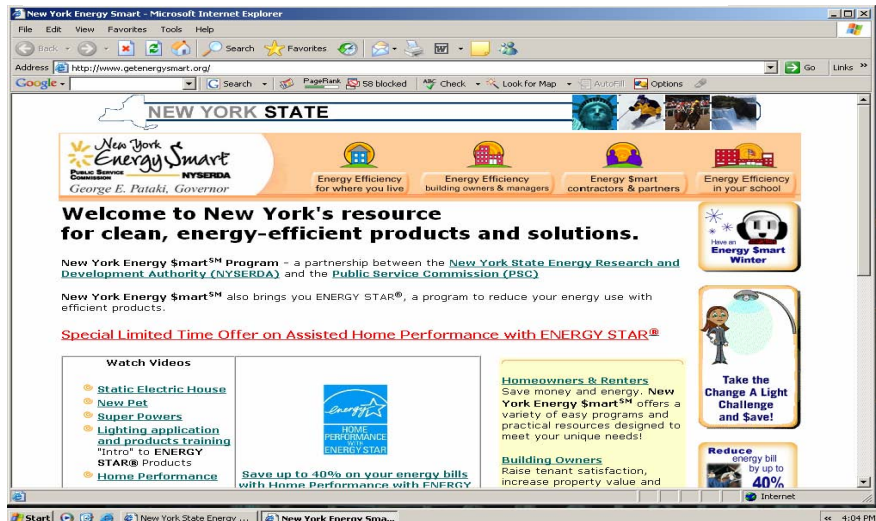 New York Energy Smart - Microsoft Internet Explorer
File Edit View Favorites Tools Help
Back Search Favorites
Address http://www.getenergysmart.org/ Go Links »
Google Search PageRank 58 blocked ABC Check Look for Map AutoFill Options
NEW YORK STATE
New York
Energy $mart
PUBLIC SERVICE
COMMISSION NYSERDA
George E. Pataki, Governor
Energy Efficiency
for where you live
Energy Efficiency
building owners & managers
Energy $mart
contractors & partners
Energy Efficiency
in your school
Welcome to New York's resource
for clean, energy-efficient products and solutions.
New York Energy $mart℠ Program - a partnership between the New York State Energy Research and
Development Authority (NYSERDA) and the Public Service Commission (PSC)
New York Energy $mart℠ also brings you ENERGY STAR®, a program to reduce your energy use with
efficient products.
Special Limited Time Offer on Assisted Home Performance with ENERGY STAR®
Watch Videos
Static Electric House
New Pet
Super Powers
Lighting application
and products training
"Intro" to ENERGY
STAR® Products
Home Performance
energy
HOME
PERFORMANCE
WITH
ENERGY STAR
Save up to 40% on your energy bills
with Home Performance with ENERGY
Homeowners & Renters
Save money and energy. New
York Energy $mart℠ offers a
variety of easy programs and
practical resources designed to
meet your unique needs!
Building Owners
Raise tenant satisfaction,
increase property value and
Have an
Energy $mart
Winter
Take the
Change A Light
Challenge
and $ave!
Reduce
energy bill
by up to
40%
Internet
Start New York State Energy ... New York Energy Sma... « 4:04 PM